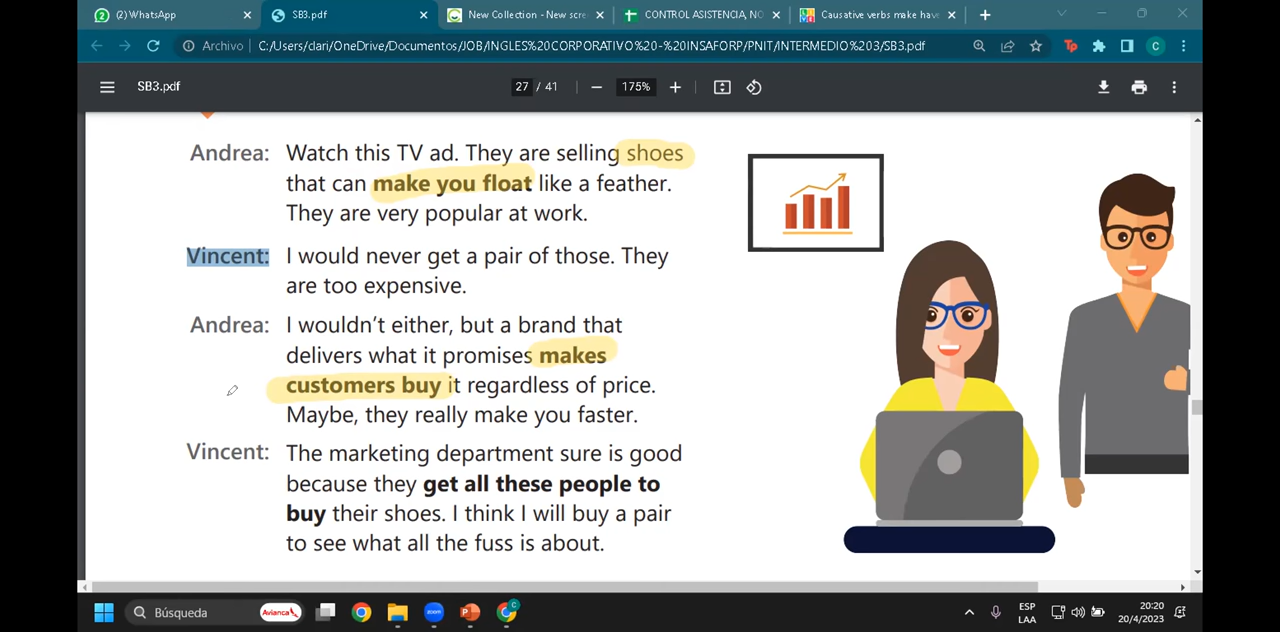 (2) WhatsApp
SB3.pdf
New Collection - New scre
CONTROL ASISTENCIA, NO
Causative verbs make have
Archivo
C:/Users/clari/OneDrive/Documentos/JOB/INGLES%20CORPORATIVO%20-%20INSAFORP/PNIT/INTERMEDIO%203/SB3.pdf
C
SB3.pdf
27 / 41
175%
Andrea: Watch this TV ad. They are selling shoes
that can make you float like a feather.
They are very popular at work.
Vincent: I would never get a pair of those. They
are too expensive.
Andrea: I wouldn't either, but a brand that
delivers what it promises makes
customers buy it regardless of price.
Maybe, they really make you faster.
Vincent: The marketing department sure is good
because they get all these people to
buy their shoes. I think I will buy a pair
to see what all the fuss is about.
Búsqueda
Avianca
zoom
ESP
LAA
20:20
20/4/2023